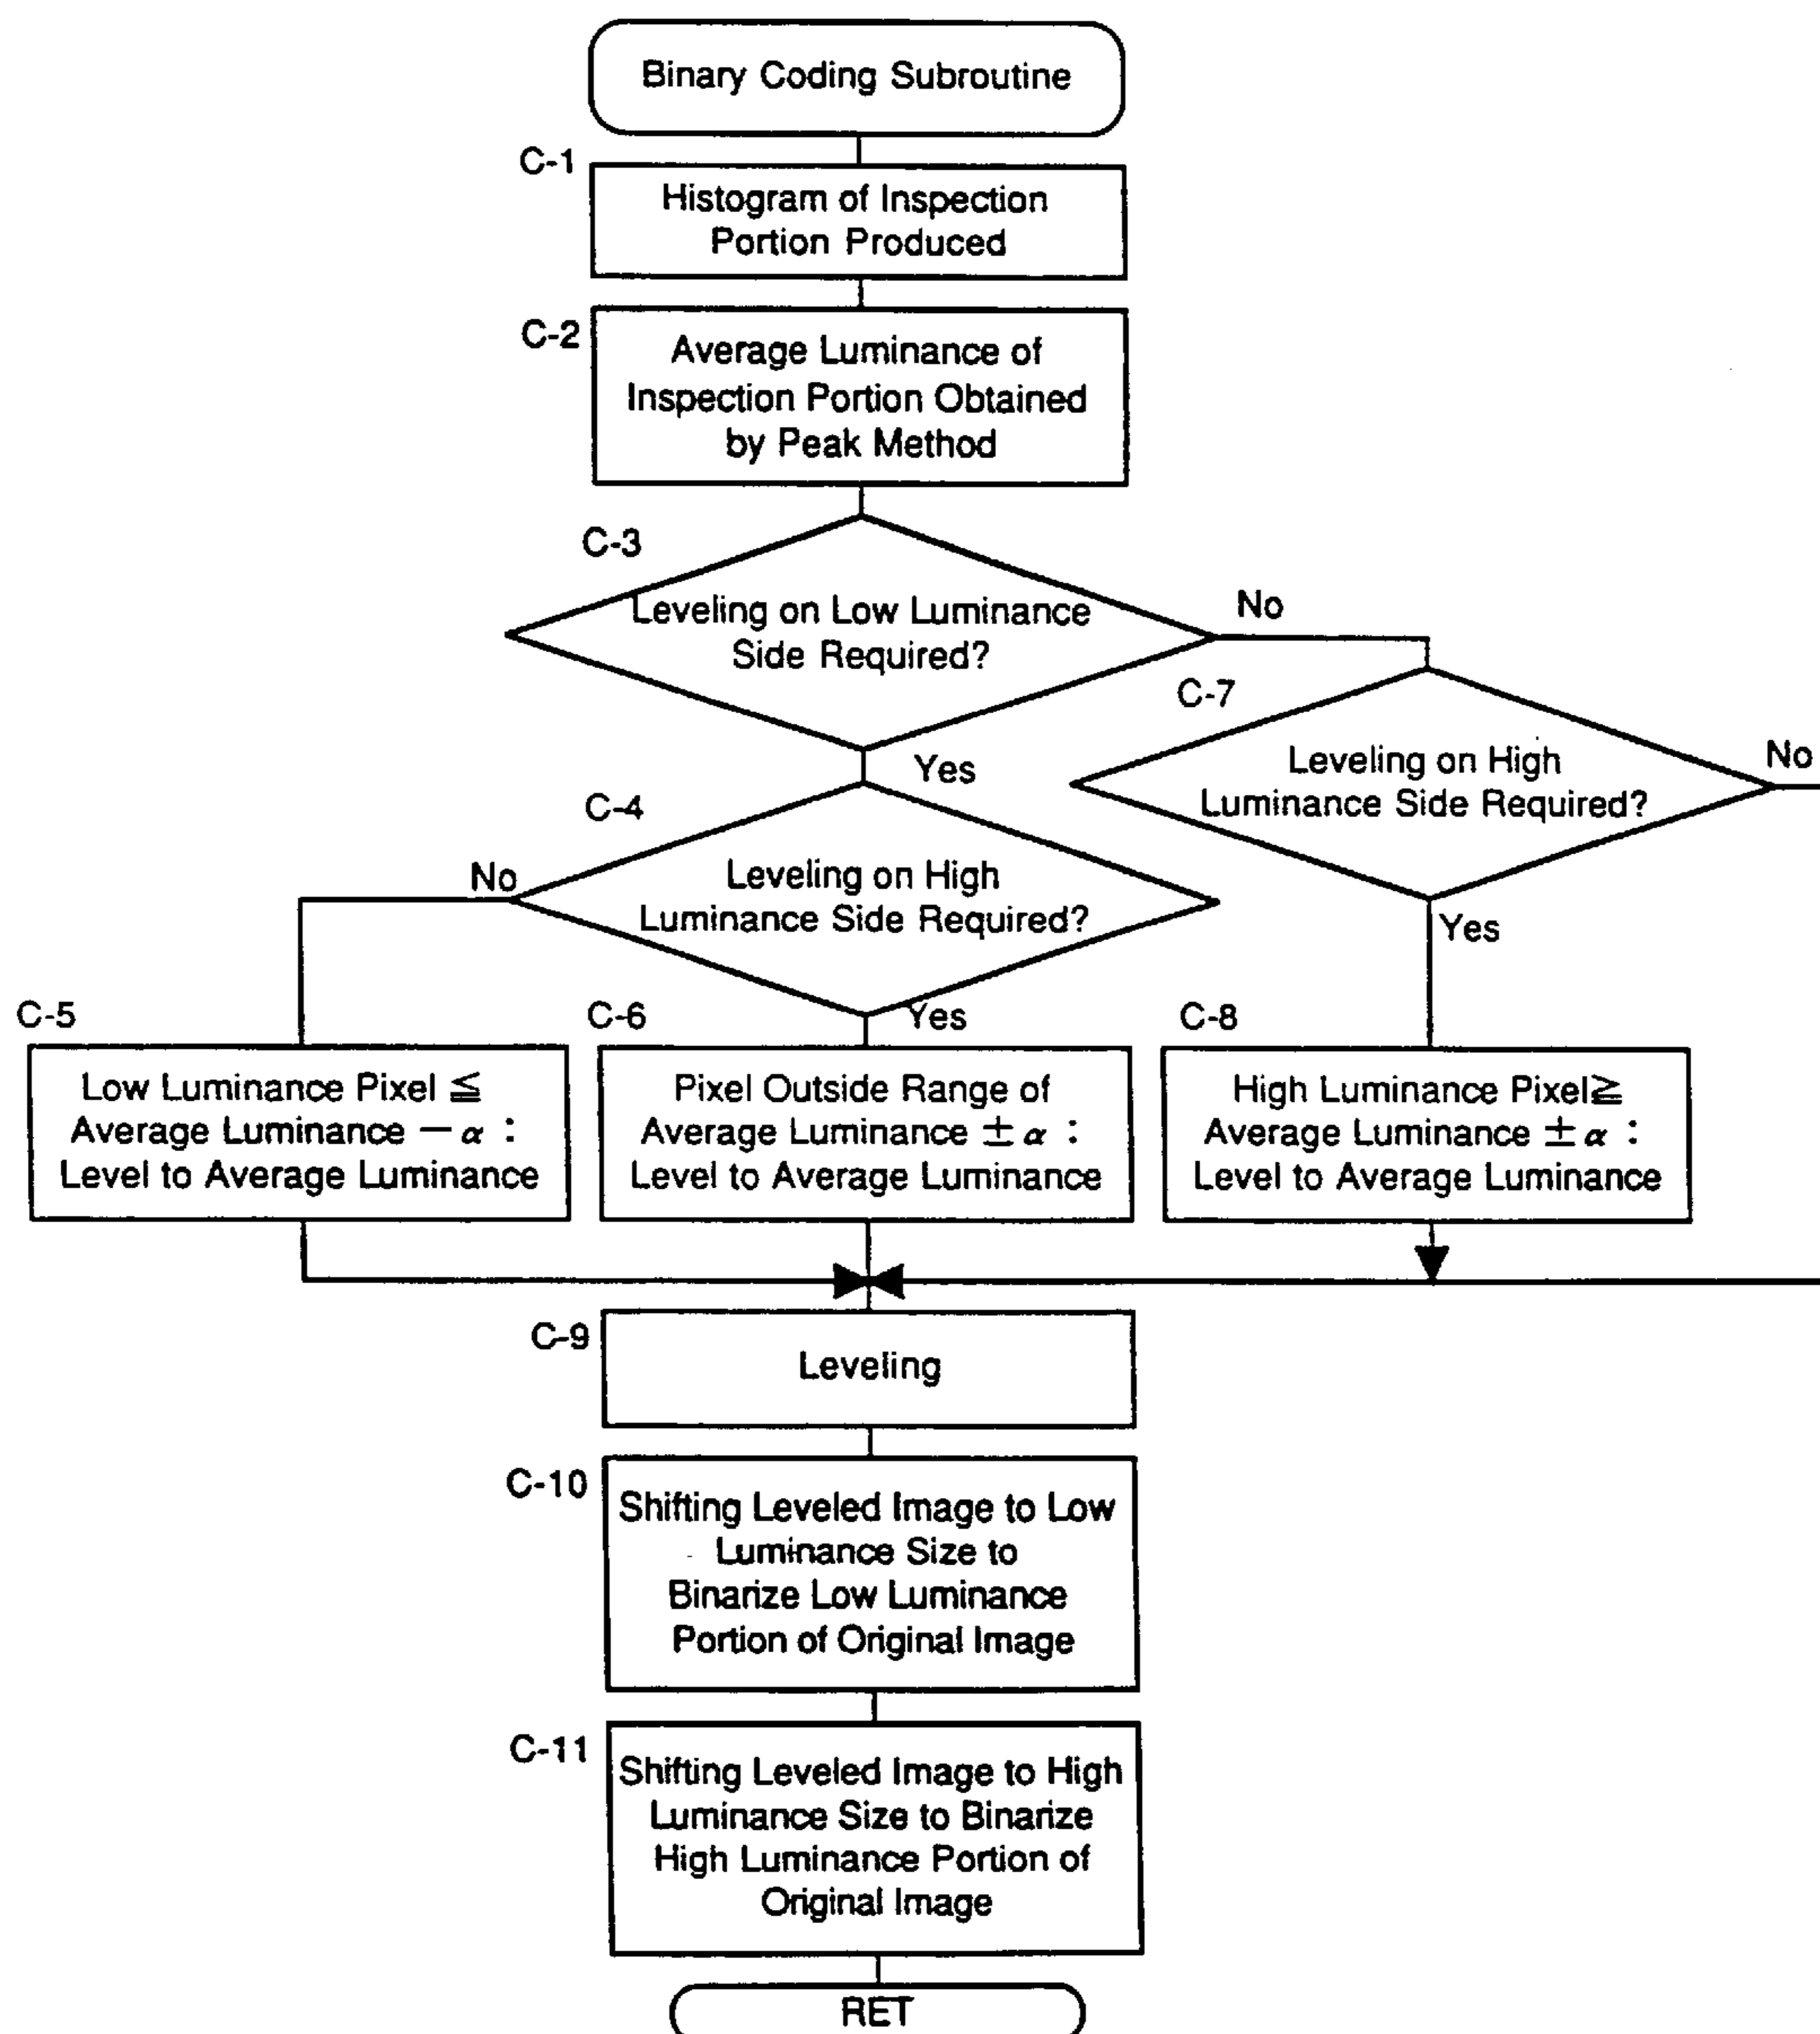 Binary Coding Subroutine
C-1
Histogram of Inspection
Portion Produced
C-2
Average Luminance of
Inspection Portion Obtained
by Peak Method
C-3
Leveling on Low Luminance
Side Required?
No
Yes
C-7
Leveling on High
Luminance Side Required?
No
Yes
C-4
Leveling on High
Luminance Side Required?
No
Yes
C-5
Low Luminance Pixel ≦
Average Luminance － α :
Level to Average Luminance
C-6
Pixel Outside Range of
Average Luminance ± α :
Level to Average Luminance
C-8
High Luminance Pixel≧
Average Luminance ± α :
Level to Average Luminance
C-9
Leveling
C-10
Shifting Leveled Image to Low
Luminance Size to
Binarize Low Luminance
Portion of Original Image
C-11
Shifting Leveled Image to High
Luminance Size to Binarize
High Luminance Portion of
Original Image
RET